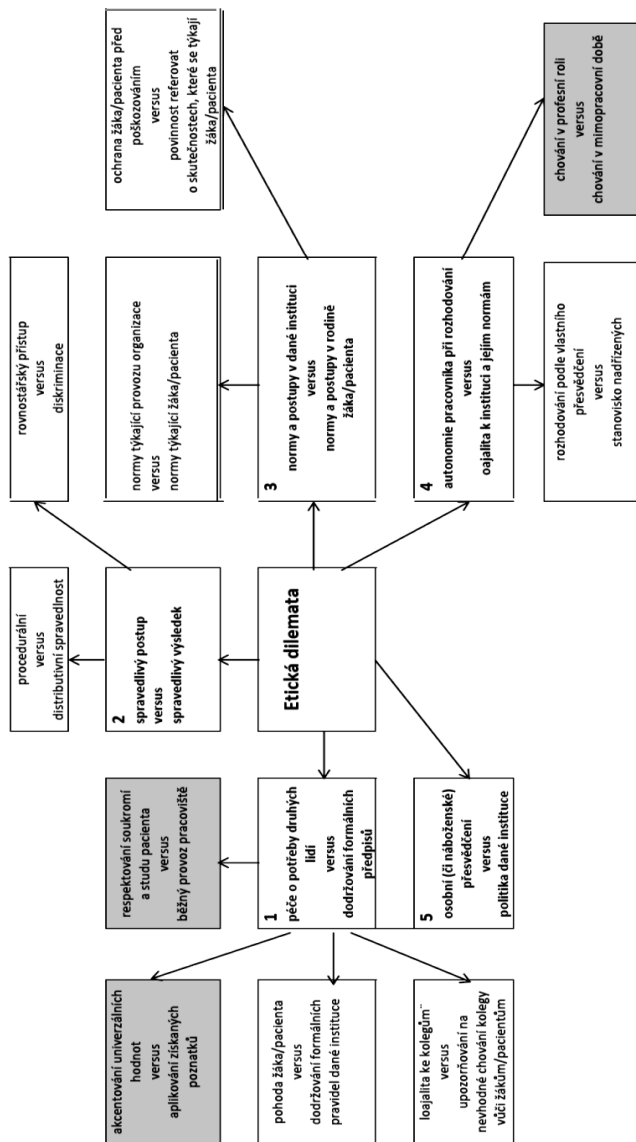 procedurální
versus
distributivní spravedlnost
rovnostářský přístup
versus
diskriminace
akcentování univerzálních
hodnot
versus
aplikování získaných
poznatků
respektování soukromí
a studu pacienta
versus
běžný provoz pracoviště
2
spravedlivý postup
versus
spravedlivý výsledek
normy týkající provozu organizace
versus
normy týkající žáka/pacienta
ochrana žáka/pacienta před
poškozováním
versus
povinnost referovat
o skutečnostech, které se týkají
žáka/pacienta
pohoda žáka/pacienta
versus
dodržování formálních
pravidel dané instituce
1
péče o potřeby druhých
lidí
versus
dodržování formálních
předpisů
Etická dilemata
3
normy a postupy v dané instituci
versus
normy a postupy v rodině
žáka/pacienta
loajalita ke kolegům¨
versus
upozorňování na
nevhodné chování kolegy
vůči žákům/pacientům
5
osobní (či náboženské)
přesvědčení
versus
politika dané instituce
4
autonomie pracovníka při rozhodování
versus
oajalita k instituci a jejím normám
rozhodování podle vlastního
přesvědčení
versus
stanovisko nadřízených
chování v profesní roli
versus
chování v mimopracovní době